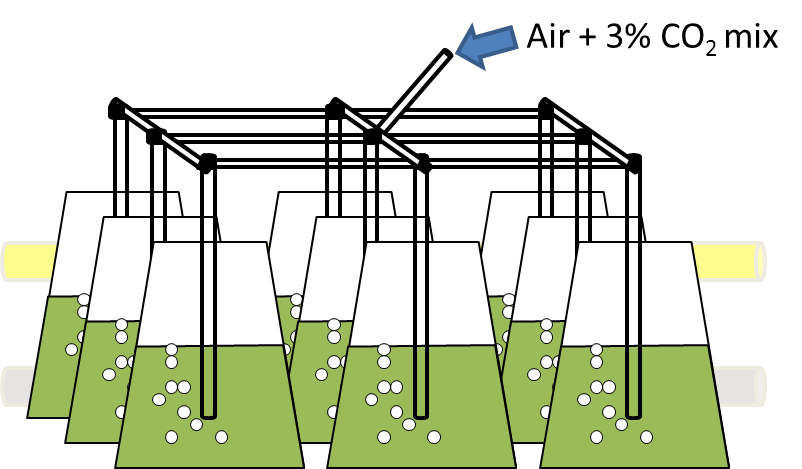 Air + 3% CO₂ mix